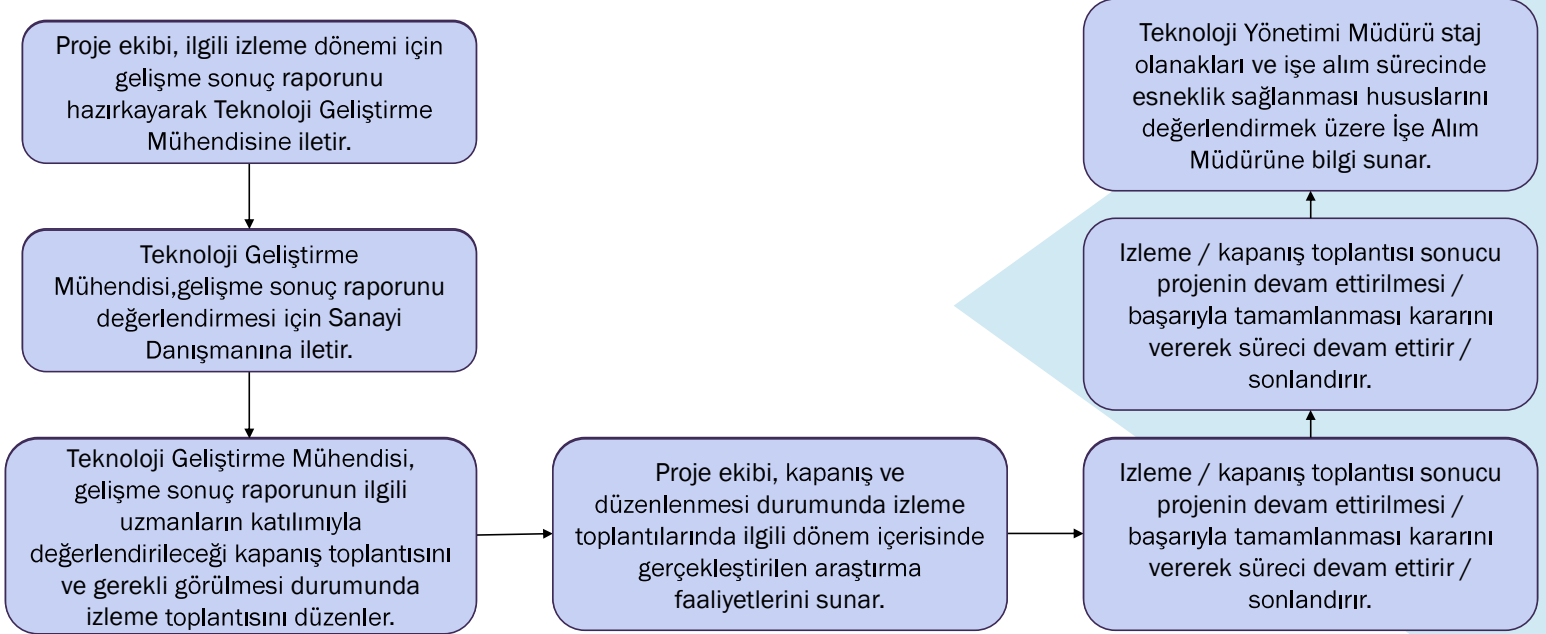 Proje ekibi, ilgili izleme dönemi için
gelişme sonuç raporunu
hazırkayarak Teknoloji Geliştirme
Mühendisine iletir.
Teknoloji Geliştirme
Mühendisi,gelişme sonuç raporunu
değerlendirmesi için Sanayi
Danışmanına iletir.
Teknoloji Geliştirme Mühendisi,
gelişme sonuç raporunun ilgili
uzmanların katılımıyla
değerlendirileceği kapanış toplantısını
ve gerekli görülmesi durumunda
izleme toplantısını düzenler.
Proje ekibi, kapanış ve
düzenlenmesi durumunda izleme
toplantılarında ilgili dönem içerisinde
gerçekleştirilen araştırma
faaliyetlerini sunar.
Izleme / kapanış toplantısı sonucu
projenin devam ettirilmesi /
başarıyla tamamlanması kararını
vererek süreci devam ettirir /
sonlandırır.
Izleme / kapanış toplantısı sonucu
projenin devam ettirilmesi /
başarıyla tamamlanması kararını
vererek süreci devam ettirir /
sonlandırır.
Teknoloji Yönetimi Müdürü staj
olanakları ve işe alım sürecinde
esneklik sağlanması hususlarını
değerlendirmek üzere İşe Alım
Müdürüne bilgi sunar.